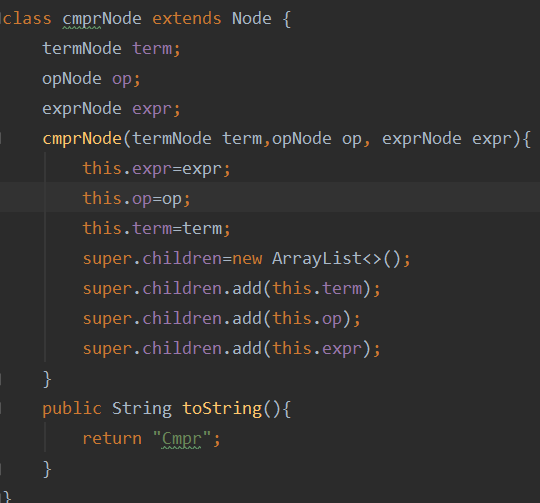 class cmprNode extends Node {
    termNode term;
    opNode op;
    exprNode expr;
    cmprNode(termNode term,opNode op, exprNode expr){
        this.expr=expr;
        this.op=op;
        this.term=term;
        super.children=new ArrayList<>();
        super.children.add(this.term);
        super.children.add(this.op);
        super.children.add(this.expr);
    }
    public String toString(){
        return "Cmpr";
    }
}